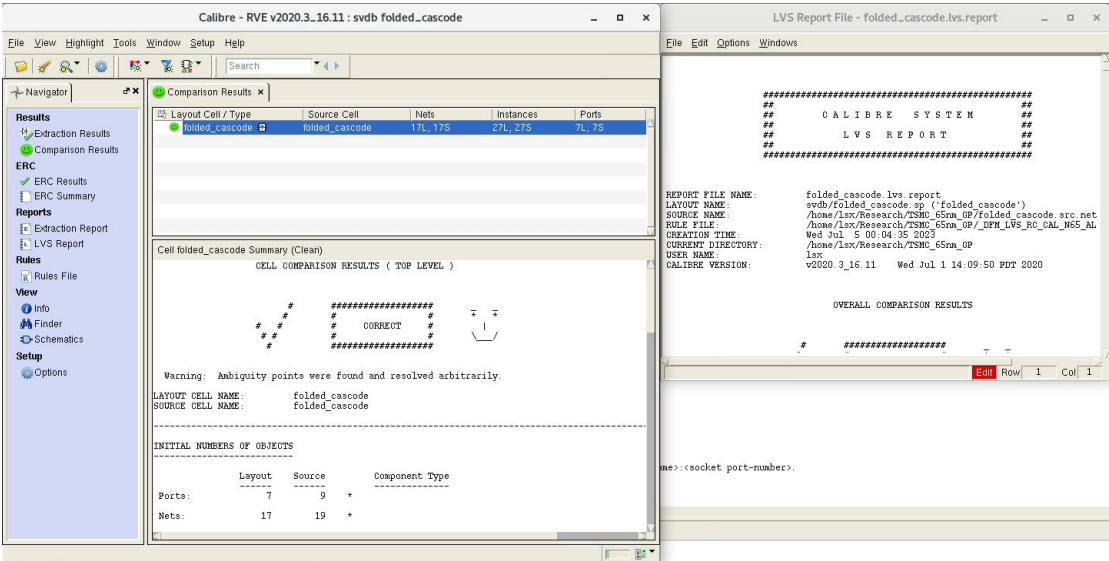 Calibre - RVE v2020.3_16.11 : svdb folded_cascode
File View Highlight Tools Window Setup Help
Search
Navigator
Results
Extraction Results
Comparison Results
ERC
ERC Results
ERC Summary
Reports
Extraction Report
LVS Report
Rules
Rules File
View
Info
Finder
Schematics
Setup
Options
Comparison Results
Layout Cell / Type Source Cell Nets Instances Ports
folded_cascode folded_cascode 17L, 17S 27L, 27S 7L, 7S
Cell folded_cascode Summary (Clean)
CELL COMPARISON RESULTS ( TOP LEVEL )
# ################### _ _
# # # * *
# # # CORRECT # |
# # # # \___/
# ###################
Warning: Ambiguity points were found and resolved arbitrarily.
LAYOUT CELL NAME: folded_cascode
SOURCE CELL NAME: folded_cascode
INITIAL NUMBERS OF OBJECTS
Layout Source Component Type
Ports: 7 9 *
Nets: 17 19 *
LVS Report File - folded_cascode.lvs.report
File Edit Options Windows
##################################################
## ##
## C A L I B R E S Y S T E M ##
## ##
## L V S R E P O R T ##
## ##
##################################################
REPORT FILE NAME: folded_cascode.lvs.report
LAYOUT NAME: svdb/folded_cascode.sp ('folded_cascode')
SOURCE NAME: /home/lsx/Research/TSMC_65nm_GP/folded_cascode.src.net
RULE FILE: /home/lsx/Research/TSMC_65nm_GP/_DFM_LVS_RC_CAL_N65_AL
CREATION TIME: Wed Jul 5 00:04:35 2023
CURRENT DIRECTORY: /home/lsx/Research/TSMC_65nm_GP
USER NAME: lsx
CALIBRE VERSION: v2020.3_16.11 Wed Jul 1 14:09:50 PDT 2020
OVERALL COMPARISON RESULTS
# ###################
Edit Row 1 Col 1
ame>:<socket port-number>.